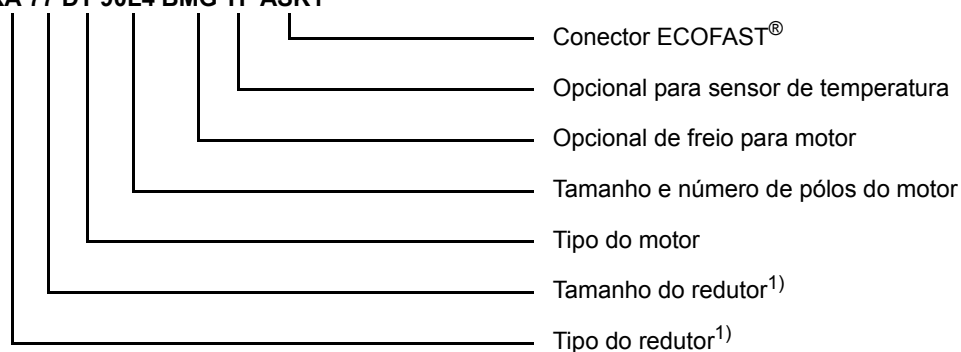 Conector ECOFAST®
Opcional para sensor de temperatura
Opcional de freio para motor
Tamanho e número de pólos do motor
Tipo do motor
Tamanho do redutor1)
Tipo do redutor1)